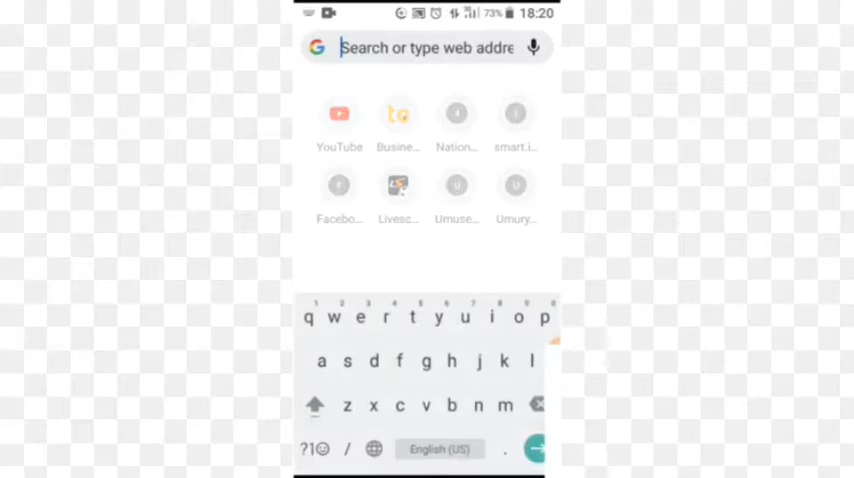 73% 18:20
Search or type web addre
YouTube Busine... Nation... smart.i...
Facebo... Livesc... Umuse... Umury...
1 2 3 4 5 6 7 8 9 0
q w e r t y u i o p
a s d f g h j k l
z x c v b n m
?1☺ / English (US) .